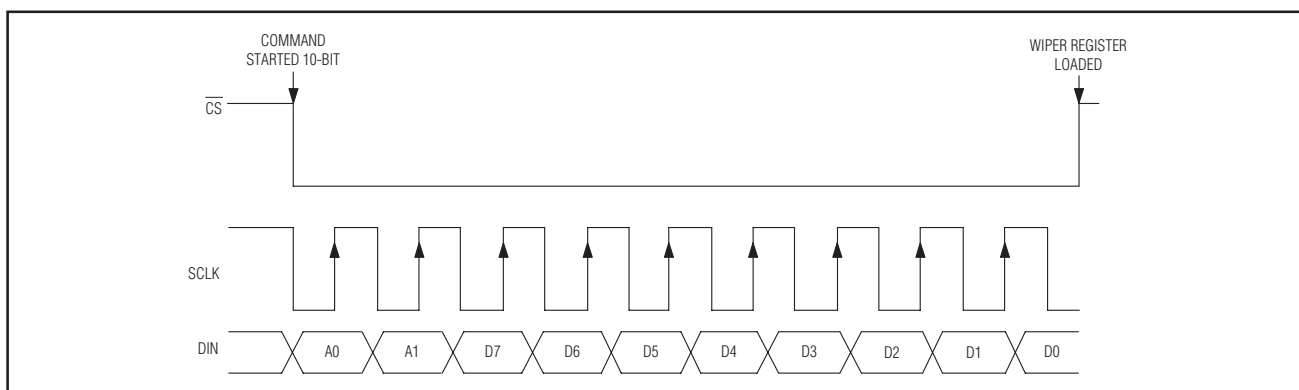 COMMAND
STARTED 10-BIT
WIPER REGISTER
LOADED
CS
SCLK
DIN
A0 A1 D7 D6 D5 D4 D3 D2 D1 D0